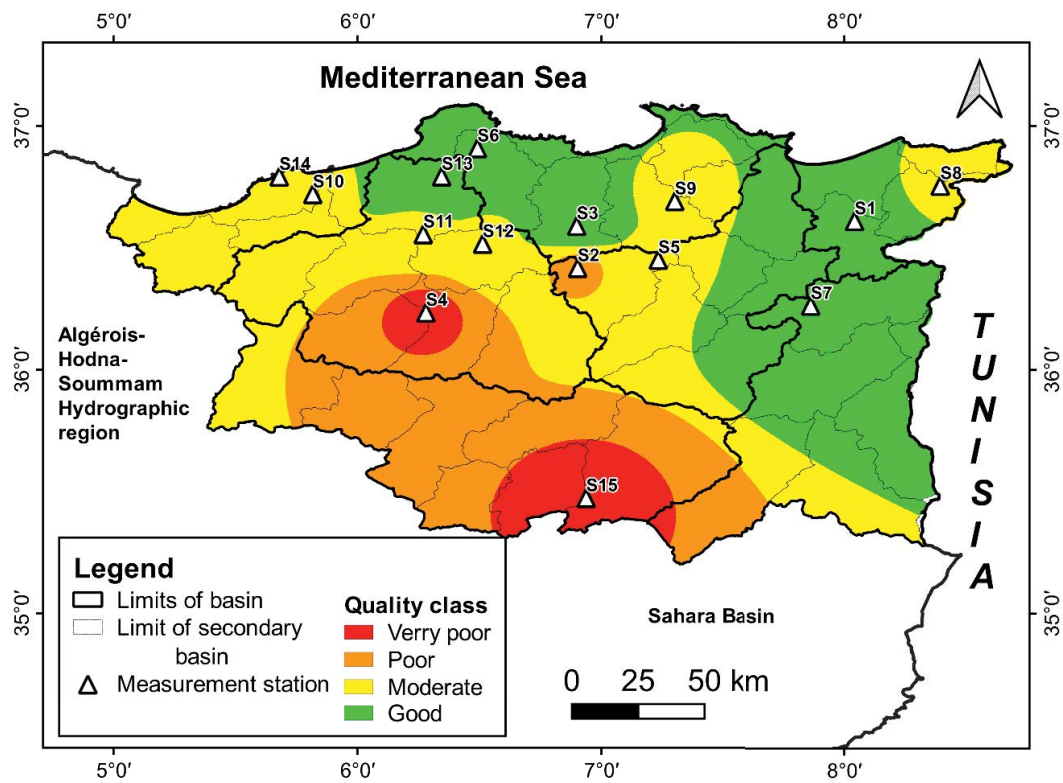 5°0′ 6°0′ 7°0′ 8°0′
Mediterranean Sea
37°0′ 37°0′
S6
S14
S13
S10
S9
S8
S3
S1
S11
S12
S2
S5
S7
S4
Algérois-
Hodna-
Soummam
Hydrographic
region
36°0′ 36°0′
TUNISIA
S15
Legend
Limits of basin
Limit of secondary
basin
Measurement station
Quality class
Verry poor
Poor
Moderate
Good
Sahara Basin
0 25 50 km
35°0′ 35°0′
5°0′ 6°0′ 7°0′ 8°0′